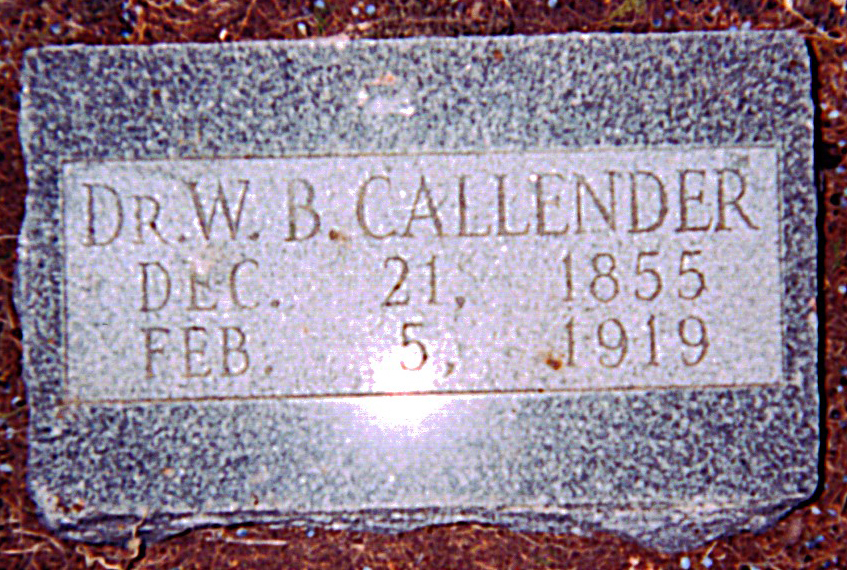 DR. W. B. CALLENDER
DEC. 21, 1855
FEB. 5, 1919